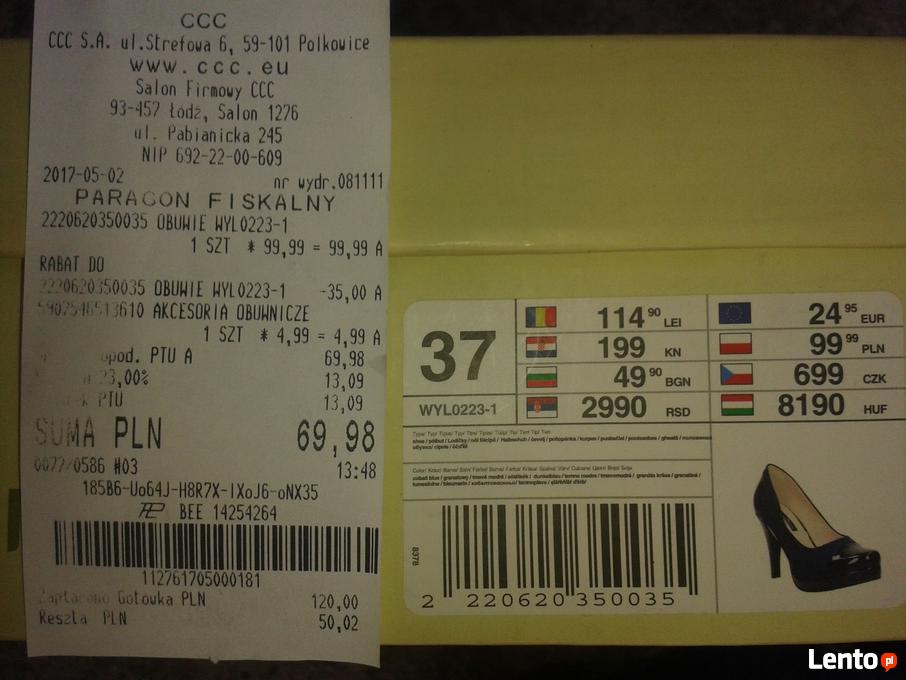 CCC
CCC S.A. ul.Strefowa 6, 59-101 Polkowice
www.ccc.eu
Salon Firmowy CCC
93-457 Łódź, Salon 1276
ul. Pabianicka 245
NIP 692-22-00-609
2017-05-02 nr wydr.081111
PARAGON FISKALNY
2220620350035 OBUWIE WYL0223-1
1 SZT * 99,99 = 99,99 A
RABAT DO
2220620350035 OBUWIE WYL0223-1 -35,00 A
5902546513610 AKCESORIA OBUWNICZE
1 SZT * 4,99 = 4,99 A
opod. PTU A 69,98
23,00% 13,09
PTU 13,09
SUMA PLN 69,98
0077/0586 #03 13:48
185B6-Uo64J-H8R7X-IXoJ6-oNX35
BEE 14254264
112761705000181
Zapłacono Gotówka PLN 120,00
Reszta PLN 50,02
37
WYL0223-1
114 90 LEI
199 KN
49 90 BGN
2990 RSD
24 95 EUR
99 99 PLN
699 CZK
8190 HUF
8378
2 220620 350035
Lento pl